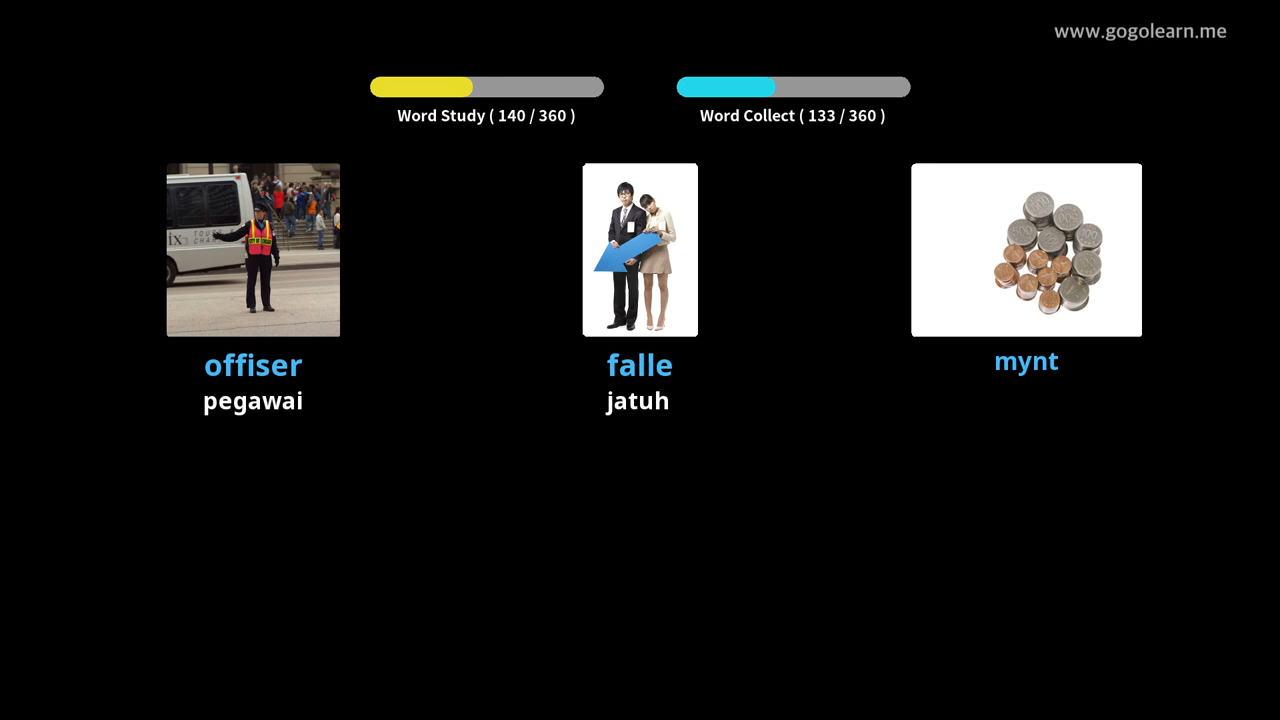 www.gogolearn.me
Word Study ( 140 / 360 )
Word Collect ( 133 / 360 )
offiser
falle
mynt
pegawai
jatuh